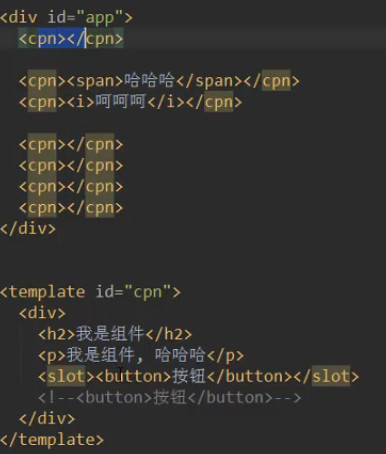 <div id="app">
<cpn></cpn>
<cpn><span>哈哈哈</span></cpn>
<cpn><i>呵呵呵</i></cpn>
<cpn></cpn>
<cpn></cpn>
<cpn></cpn>
<cpn></cpn>
</div>
<template id="cpn">
<div>
<h2>我是组件</h2>
<p>我是组件, 哈哈哈</p>
<slot><button>按钮</button></slot>
<!--<button>按钮</button>-->
</div>
</template>